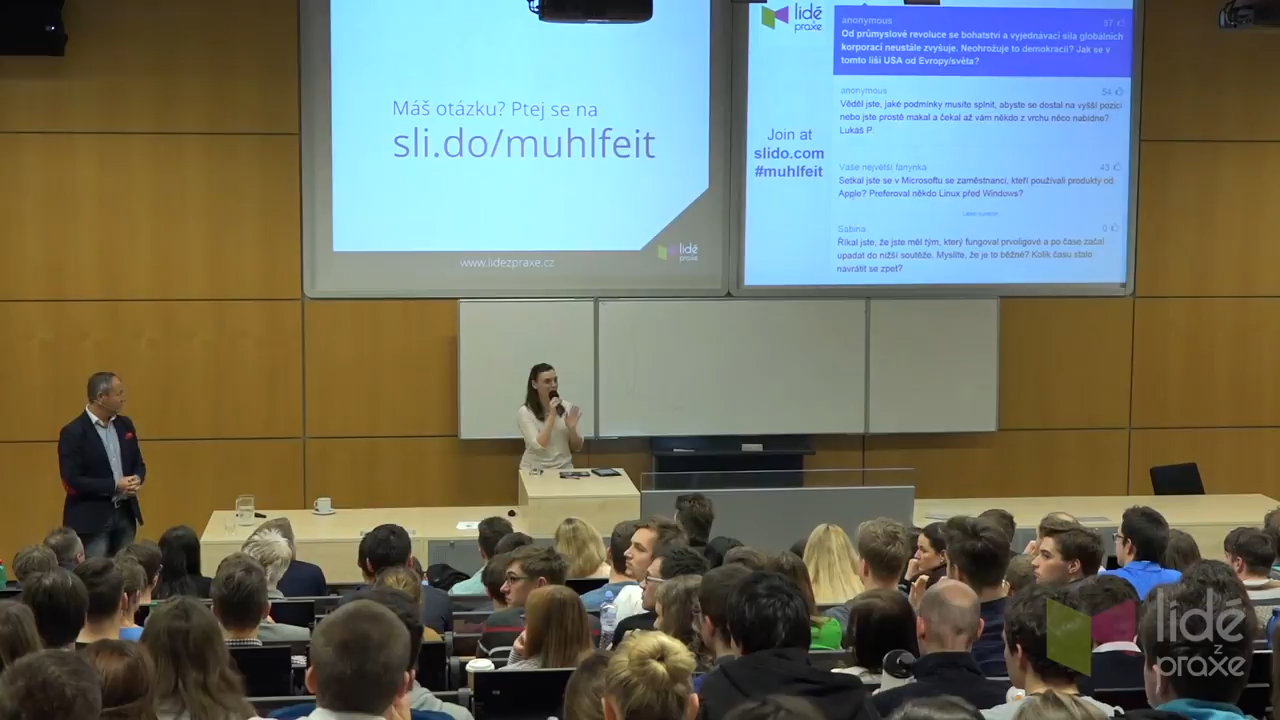 Máš otázku? Ptej se na
sli.do/muhlfeit
www.lidezpraxe.cz
lidé
z
praxe
lidé
z
praxe
Join at
slido.com
#muhlfeit
anonymous 57
Od průmyslové revoluce se bohatství a vyjednávací síla globálních
korporací neustále zvyšuje. Neohrožuje to demokracii? Jak se v
tomto liší USA od Evropy/světa?
anonymous 54
Věděl jste, jaké podmínky musíte splnit, abyste se dostal na vyšší pozici
nebo jste prostě makal a čekal až vám někdo z vrchu něco nabídne?
Lukáš P.
Vaše největší fanynka 43
Setkal jste se v Microsoftu se zaměstnanci, kteří používali produkty od
Apple? Preferoval někdo Linux před Windows?
Sabina 0
Říkal jste, že jste měl tým, který fungoval prvoligově a po čase začal
upadat do nižší soutěže. Myslíte, že je to běžné? Kolik času stalo
navrátit se zpět?
lidé
z
praxe